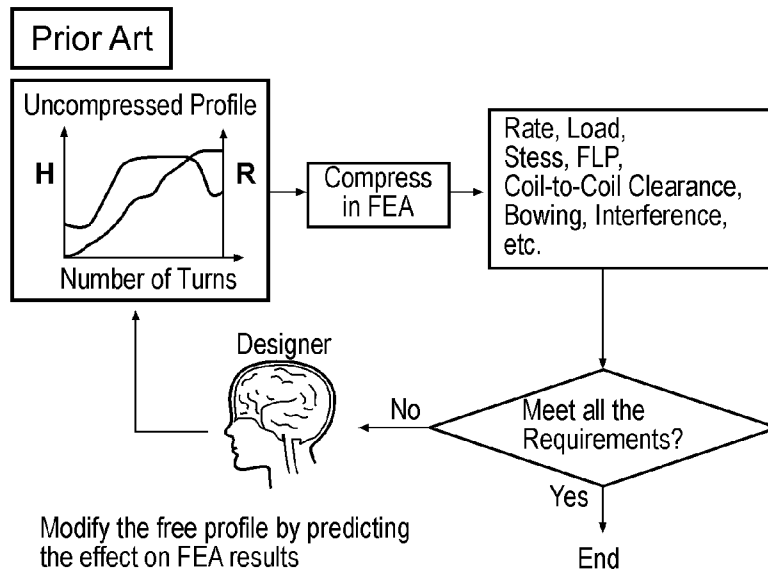 Prior Art
Uncompressed Profile
H
R
Number of Turns
Compress
in FEA
Rate, Load,
Stess, FLP,
Coil-to-Coil Clearance,
Bowing, Interference,
etc.
Designer
No
Meet all the
Requirements?
Yes
End
Modify the free profile by predicting
the effect on FEA results